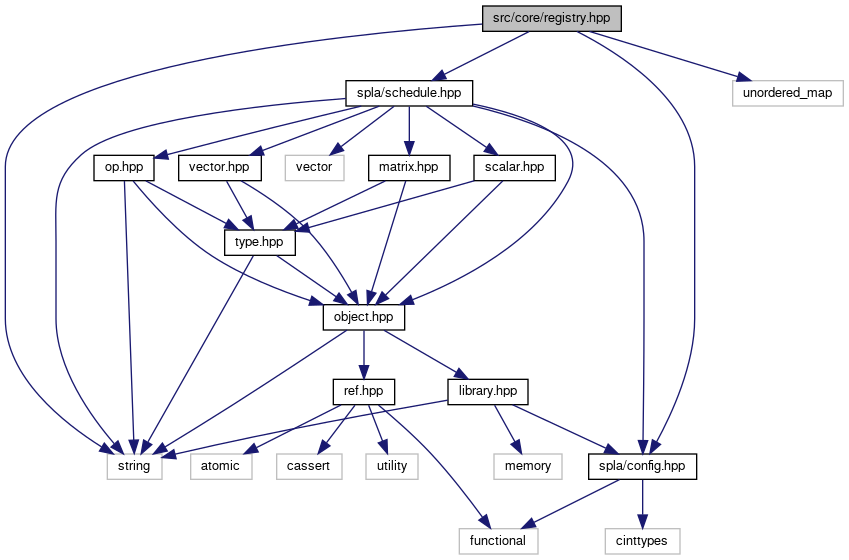 src/core/registry.hpp
spla/schedule.hpp
unordered_map
op.hpp
vector.hpp
vector
matrix.hpp
scalar.hpp
type.hpp
object.hpp
ref.hpp
library.hpp
string
atomic
cassert
utility
memory
spla/config.hpp
functional
cinttypes